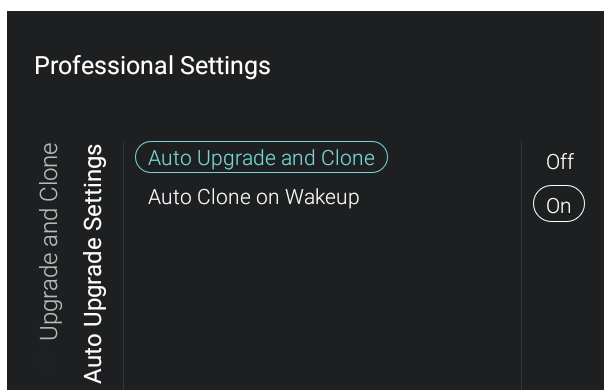 Professional Settings
Upgrade and Clone
Auto Upgrade Settings
Auto Upgrade and Clone
Auto Clone on Wakeup
Off
On